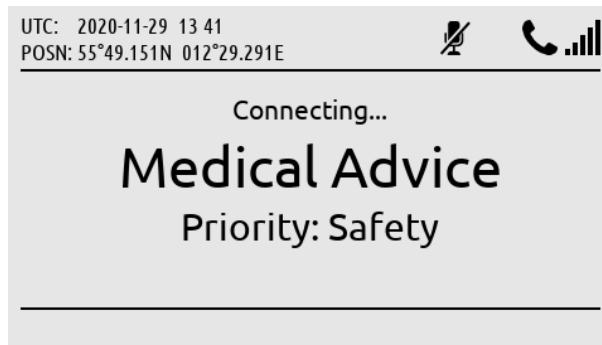 UTC: 2020-11-29 13 41
POSN: 55°49.151N 012°29.291E
Connecting...
Medical Advice
Priority: Safety